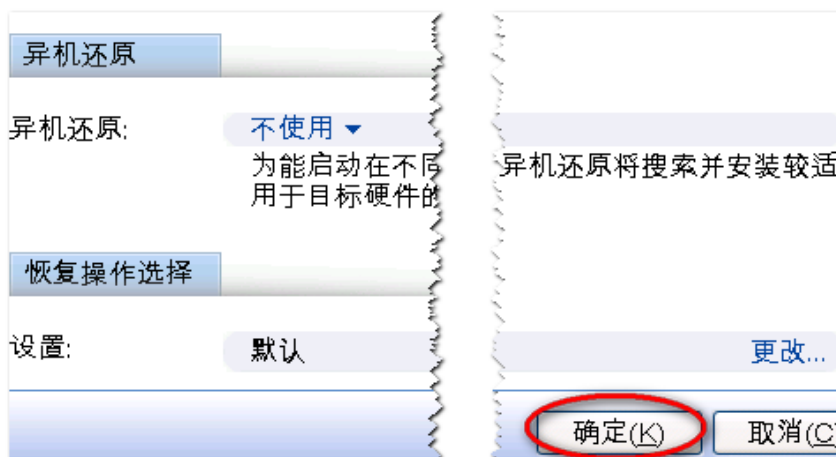 异机还原
异机还原: 不使用
为能启动在不同 异机还原将搜索并安装较适
用于目标硬件的
恢复操作选择
设置: 默认 更改...
确定(K) 取消(C)